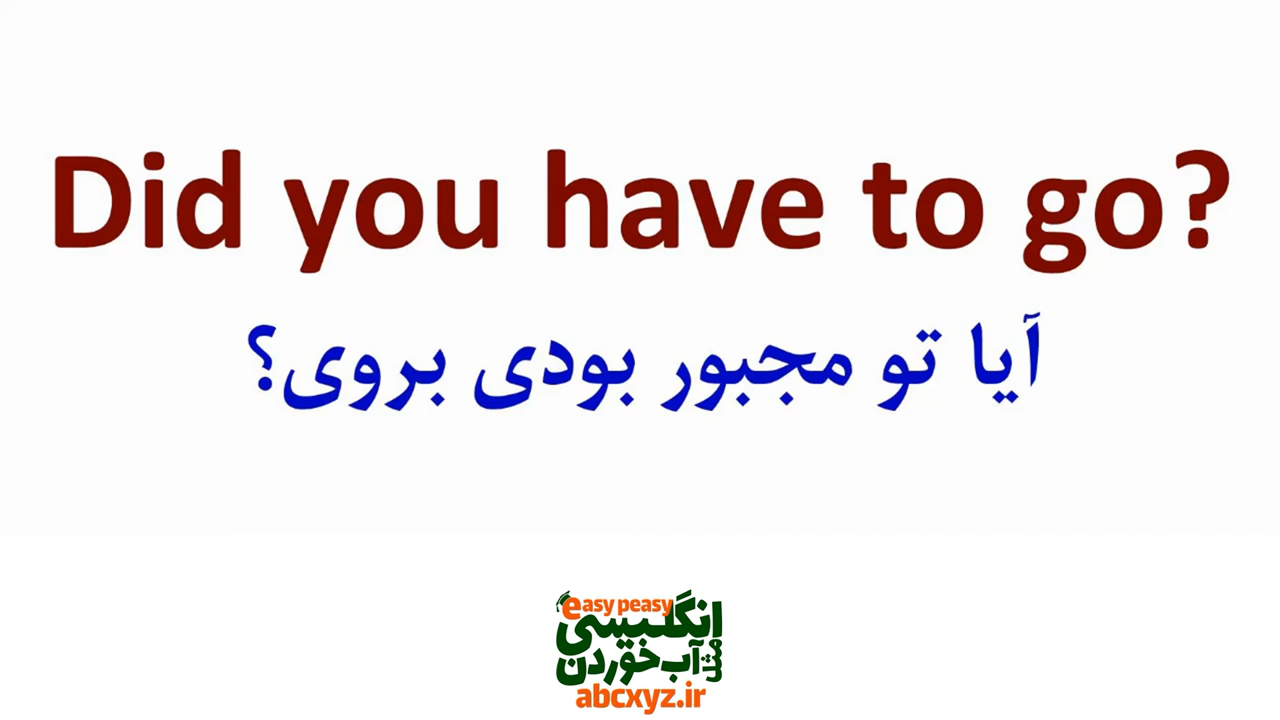 Did you have to go?
آیا تو مجبور بودی بروی؟
easy peasy
انگلیسی
مثل آب خوردن
abcxyz.ir